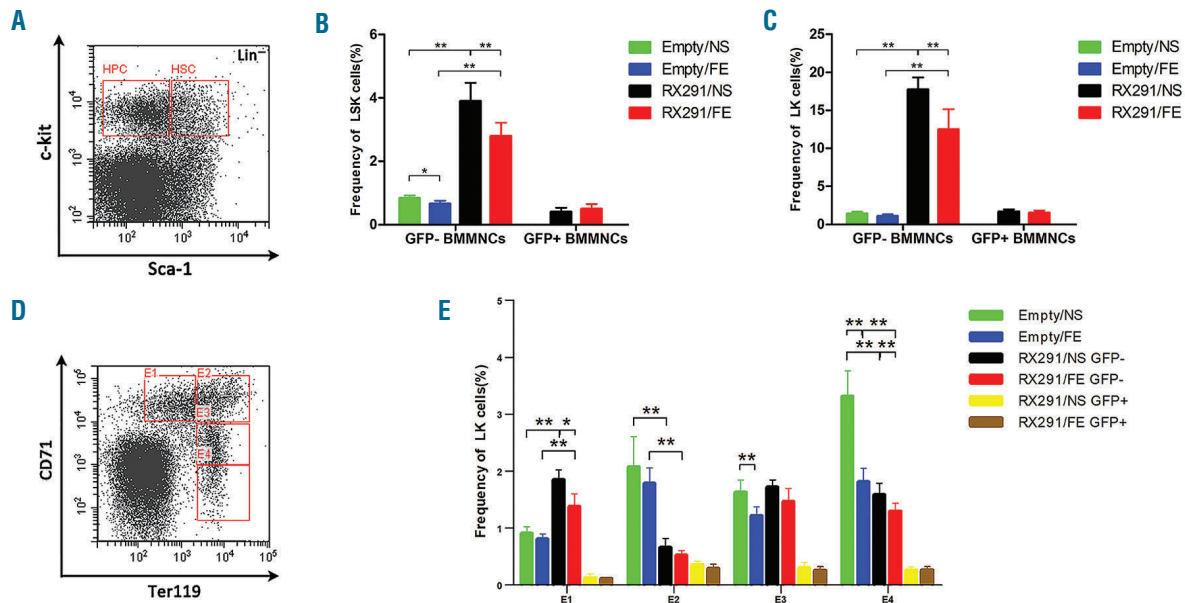 A
Lin⁻
HPC
HSC
10⁴
10³
10²
c-kit
10²
10³
10⁴
Sca-1
B
Frequency of LSK cells(%)
6
4
2
0
**
**
**
*
GFP- BMMNCs
GFP+ BMMNCs
Empty/NS
Empty/FE
RX291/NS
RX291/FE
C
Frequency of LK cells(%)
25
20
15
10
5
0
**
**
**
GFP- BMMNCs
GFP+ BMMNCs
Empty/NS
Empty/FE
RX291/NS
RX291/FE
D
E1
E2
E3
E4
10⁵
10⁴
10³
10²
CD71
10²
10³
10⁴
10⁵
Ter119
E
Frequency of LK cells(%)
5
4
3
2
1
0
** *
**
**
**
**
** **
** **
E1
E2
E3
E4
Empty/NS
Empty/FE
RX291/NS GFP-
RX291/FE GFP-
RX291/NS GFP+
RX291/FE GFP+